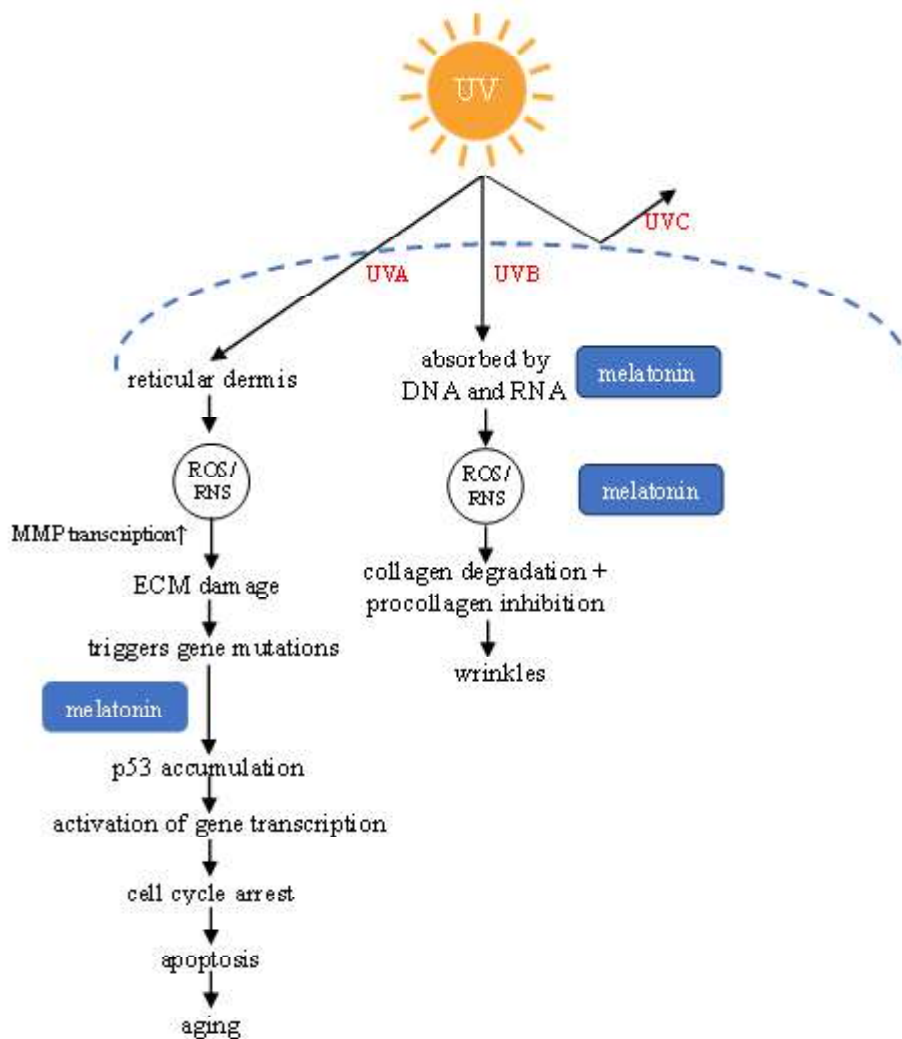 UV
UVC
UVA
UVB
reticular dermis
ROS/
RNS
MMP transcription↑
ECM damage
triggers gene mutations
melatonin
p53 accumulation
activation of gene transcription
cell cycle arrest
apoptosis
aging
absorbed by
DNA and RNA
melatonin
ROS/
RNS
melatonin
collagen degradation +
procollagen inhibition
wrinkles